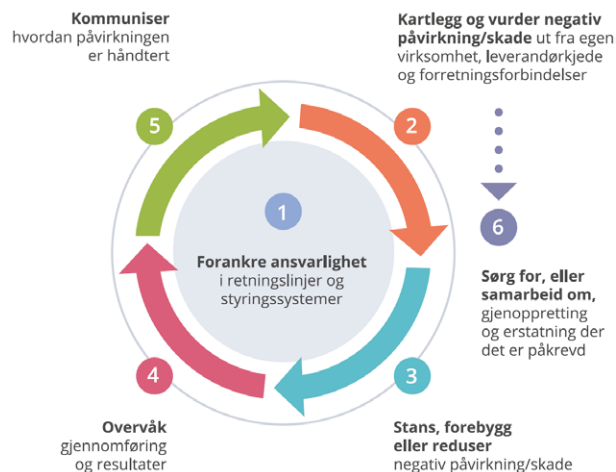 1
Forankre ansvarlighet
i retningslinjer og
styringssystemer
2
Kartlegg og vurder negativ
påvirkning/skade ut fra egen
virksomhet, leverandørkjede
og forretningsforbindelser
3
Stans, forebygg
eller reduser
negativ påvirkning/skade
4
Overvåk
gjennomføring
og resultater
5
Kommuniser
hvordan påvirkningen
er håndtert
6
Sørg for, eller
samarbeid om,
gjenoppretting
og erstatning der
det er påkrevd